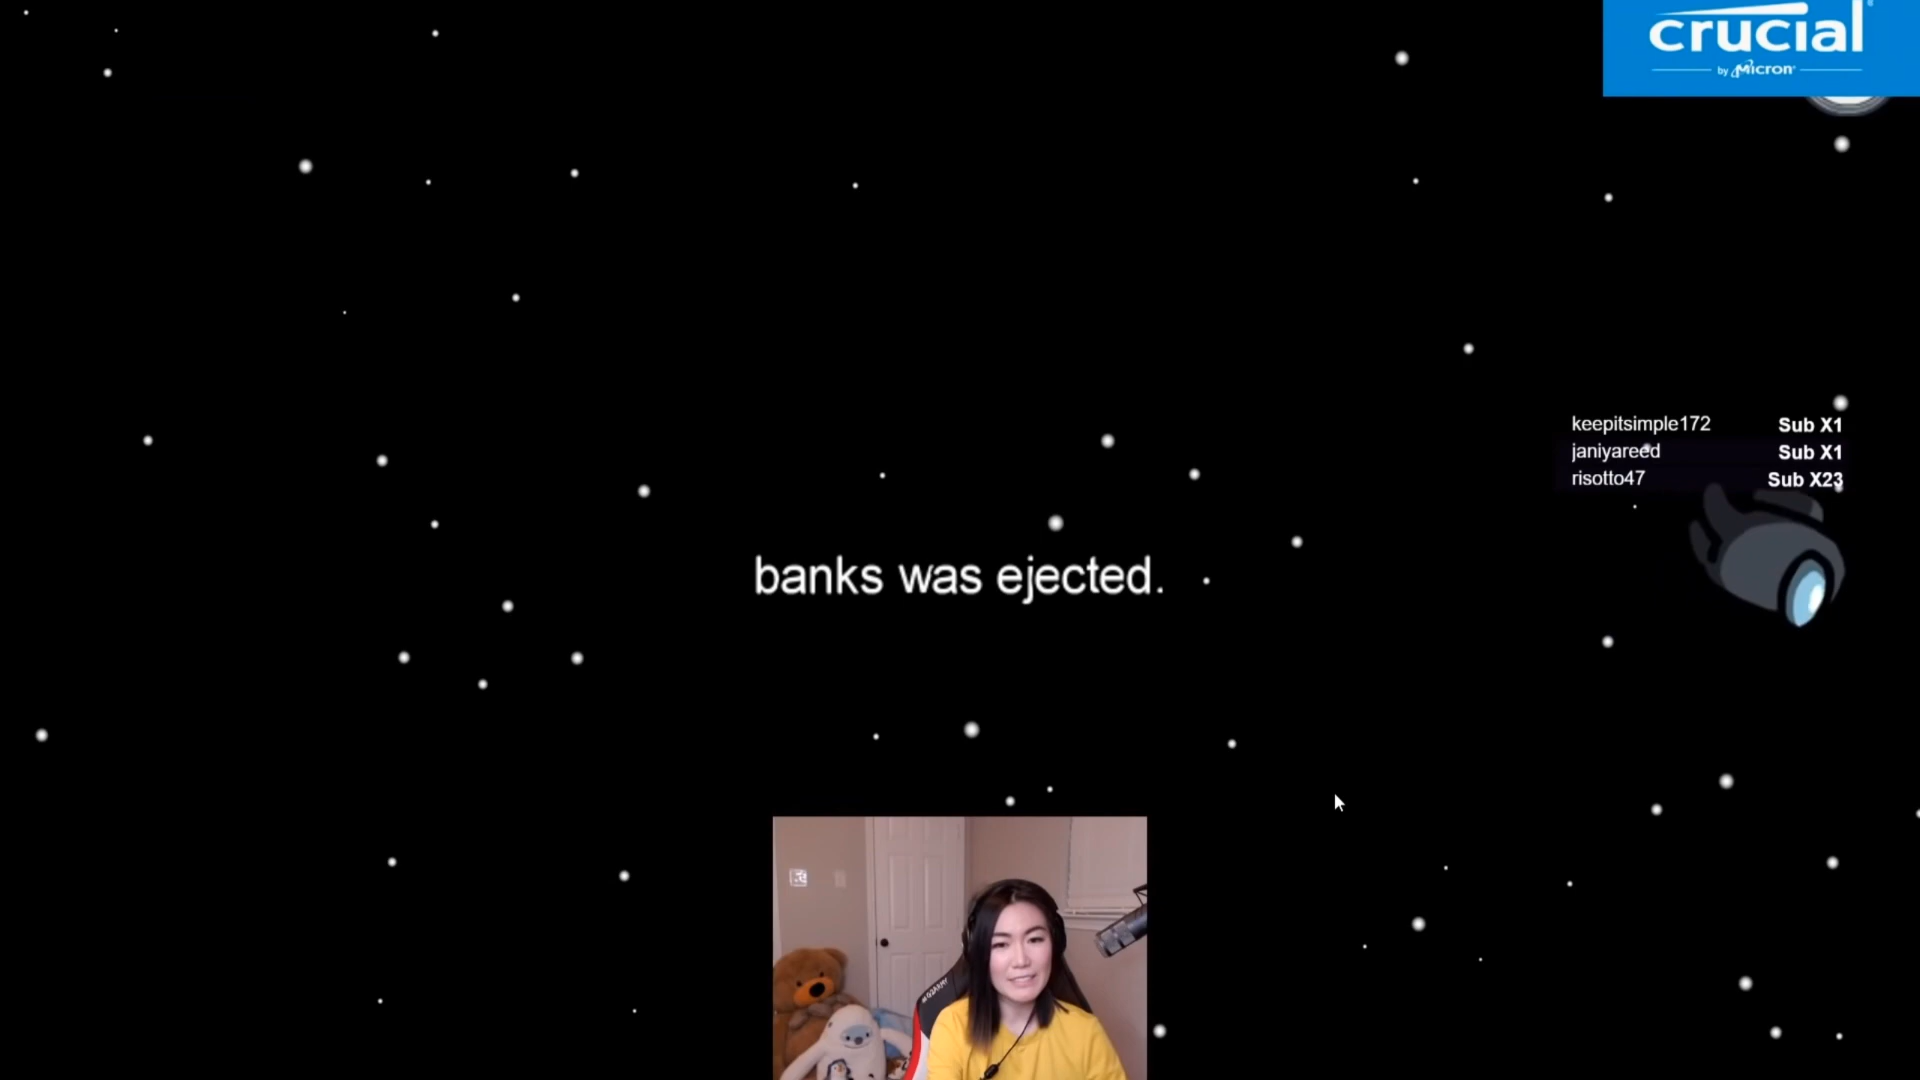 crucial
by Micron
keepitsimple172 Sub X1
janiyareed Sub X1
risotto47 Sub X23
banks was ejected.